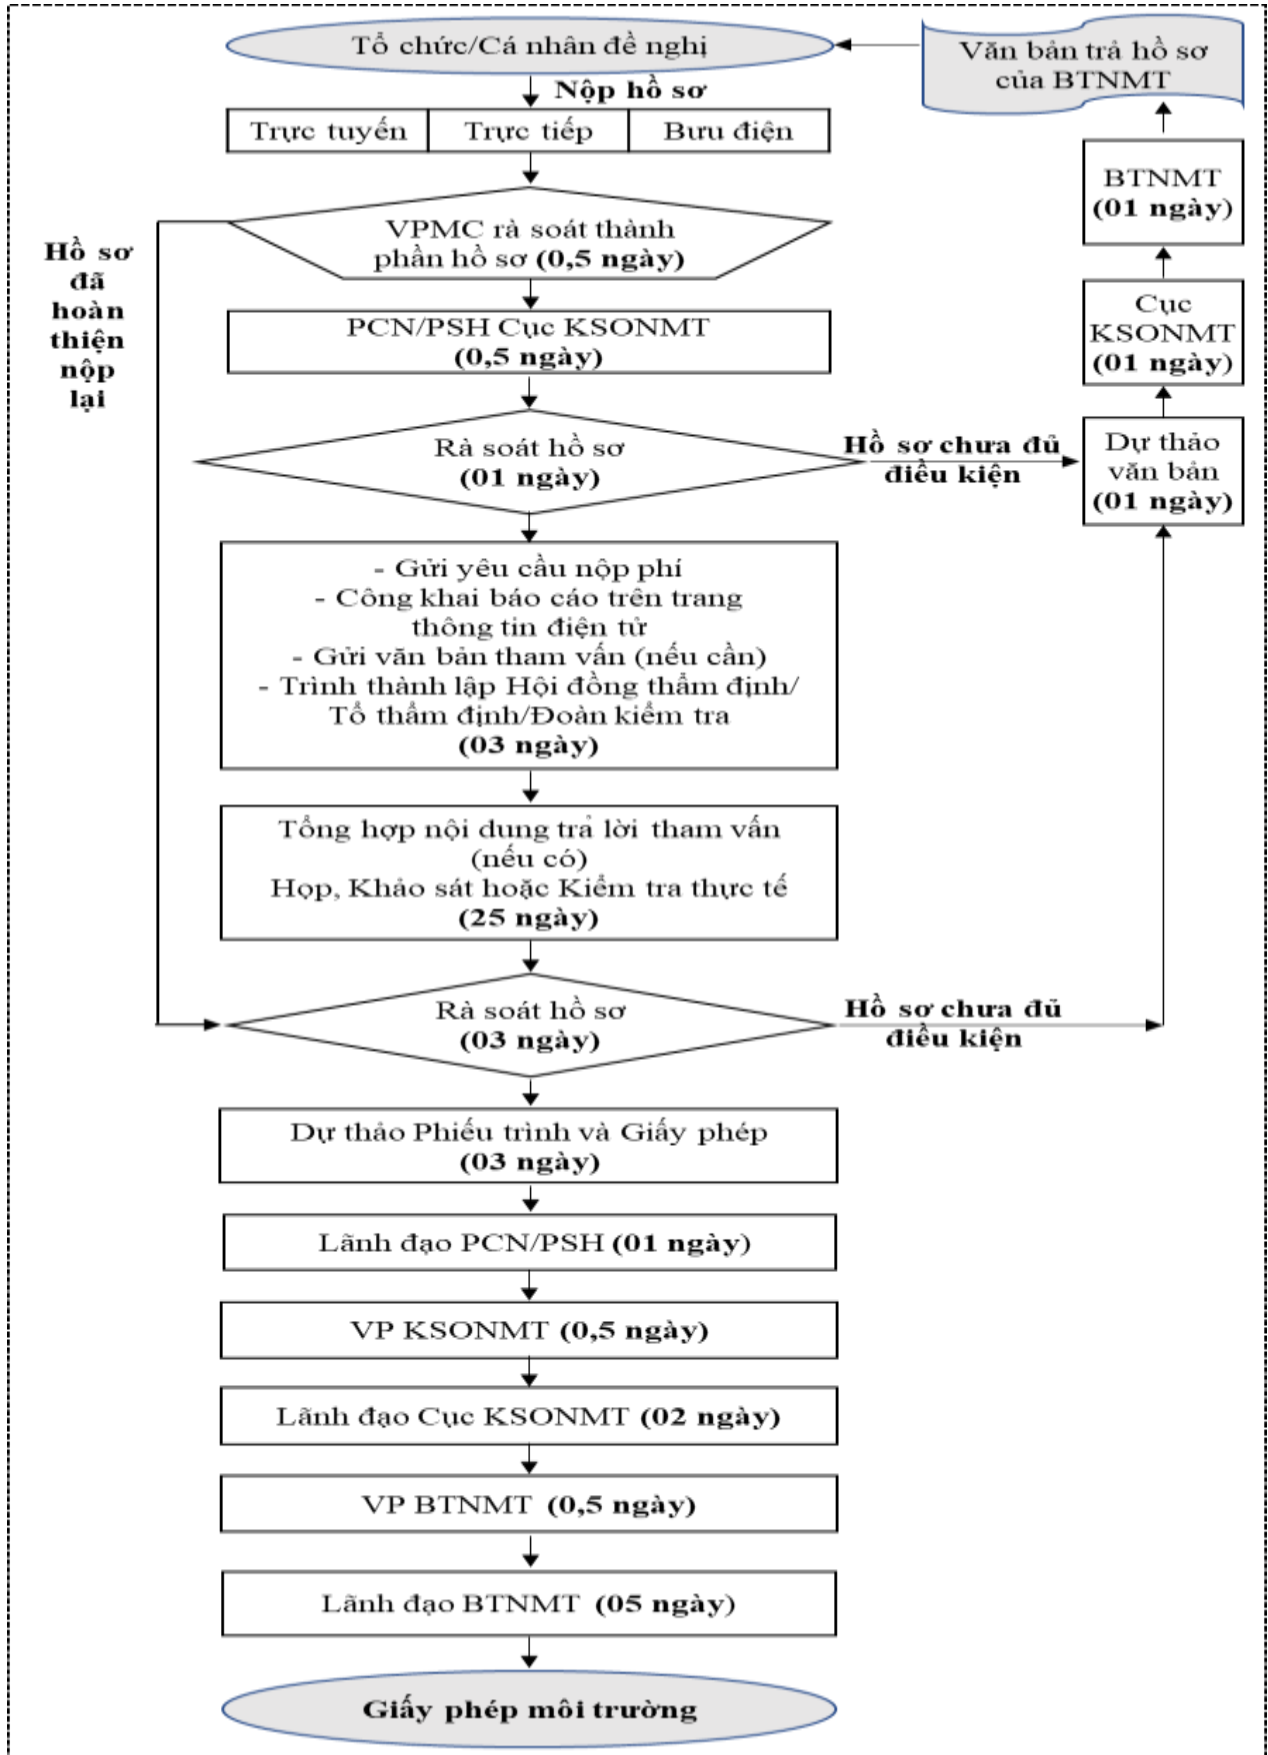 Tổ chức/Cá nhân đề nghị
Văn bản trả hồ sơ
của BTNMT
Nộp hồ sơ
Trực tuyến
Trực tiếp
Bưu điện
BTNMT
(01 ngày)
VPMC rà soát thành
phần hồ sơ (0,5 ngày)
Hồ sơ
đã
hoàn
thiện
nộp
lại
Cục
KSONMT
(01 ngày)
PCN/PSH Cục KSONMT
(0,5 ngày)
Rà soát hồ sơ
(01 ngày)
Hồ sơ chưa đủ
điều kiện
Dự thảo
văn bản
(01 ngày)
- Gửi yêu cầu nộp phí
- Công khai báo cáo trên trang
thông tin điện tử
- Gửi văn bản tham vấn (nếu cần)
- Trình thành lập Hội đồng thẩm định/
Tổ thẩm định/Đoàn kiểm tra
(03 ngày)
Tổng hợp nội dung trả lời tham vấn
(nếu có)
Họp, Khảo sát hoặc Kiểm tra thực tế
(25 ngày)
Rà soát hồ sơ
(03 ngày)
Hồ sơ chưa đủ
điều kiện
Dự thảo Phiếu trình và Giấy phép
(03 ngày)
Lãnh đạo PCN/PSH (01 ngày)
VP KSONMT (0,5 ngày)
Lãnh đạo Cục KSONMT (02 ngày)
VP BTNMT (0,5 ngày)
Lãnh đạo BTNMT (05 ngày)
Giấy phép môi trường